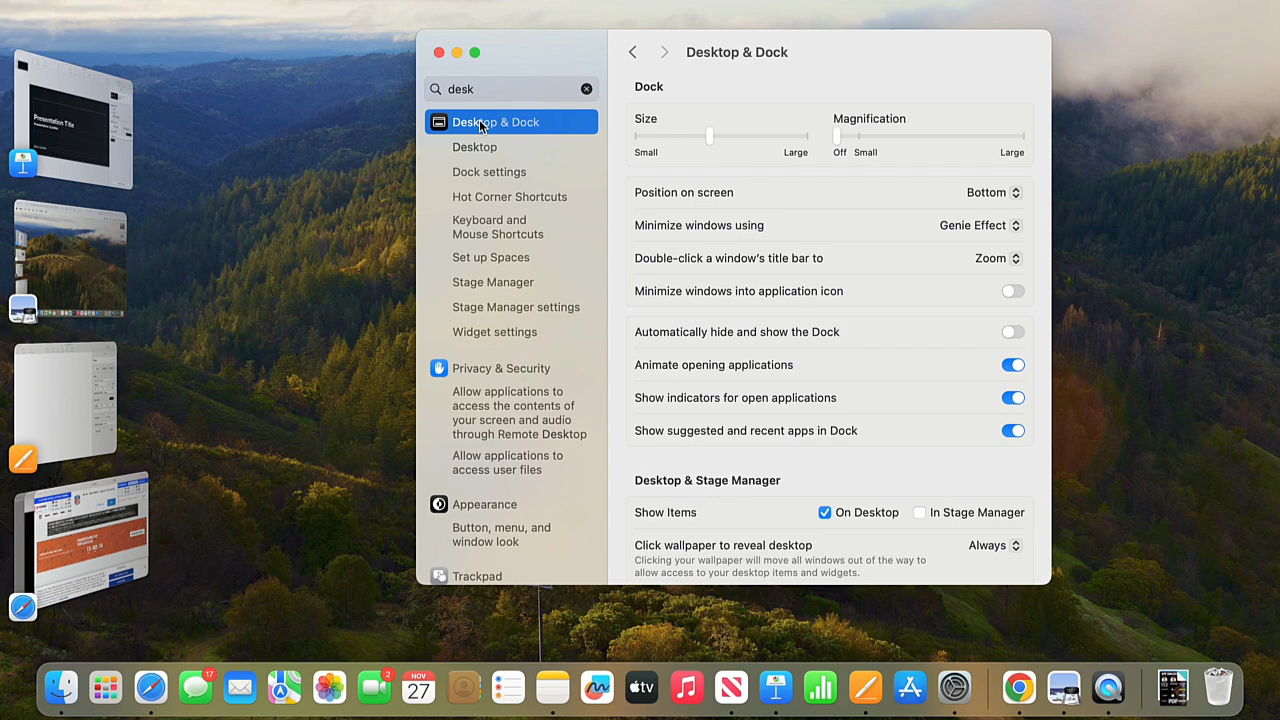 Desktop & Dock
desk
Desktop & Dock
Desktop
Dock settings
Hot Corner Shortcuts
Keyboard and
Mouse Shortcuts
Set up Spaces
Stage Manager
Stage Manager settings
Widget settings
Privacy & Security
Allow applications to
access the contents of
your screen and audio
through Remote Desktop
Allow applications to
access user files
Appearance
Button, menu, and
window look
Trackpad
Dock
Size
Magnification
Small
Large
Off
Small
Large
Position on screen
Bottom
Minimize windows using
Genie Effect
Double-click a window's title bar to
Zoom
Minimize windows into application icon
Automatically hide and show the Dock
Animate opening applications
Show indicators for open applications
Show suggested and recent apps in Dock
Desktop & Stage Manager
Show Items
On Desktop
In Stage Manager
Click wallpaper to reveal desktop
Always
Clicking your wallpaper will move all windows out of the way to
allow access to your desktop items and widgets.
Presentation Title
17
2
NOV
27
tv